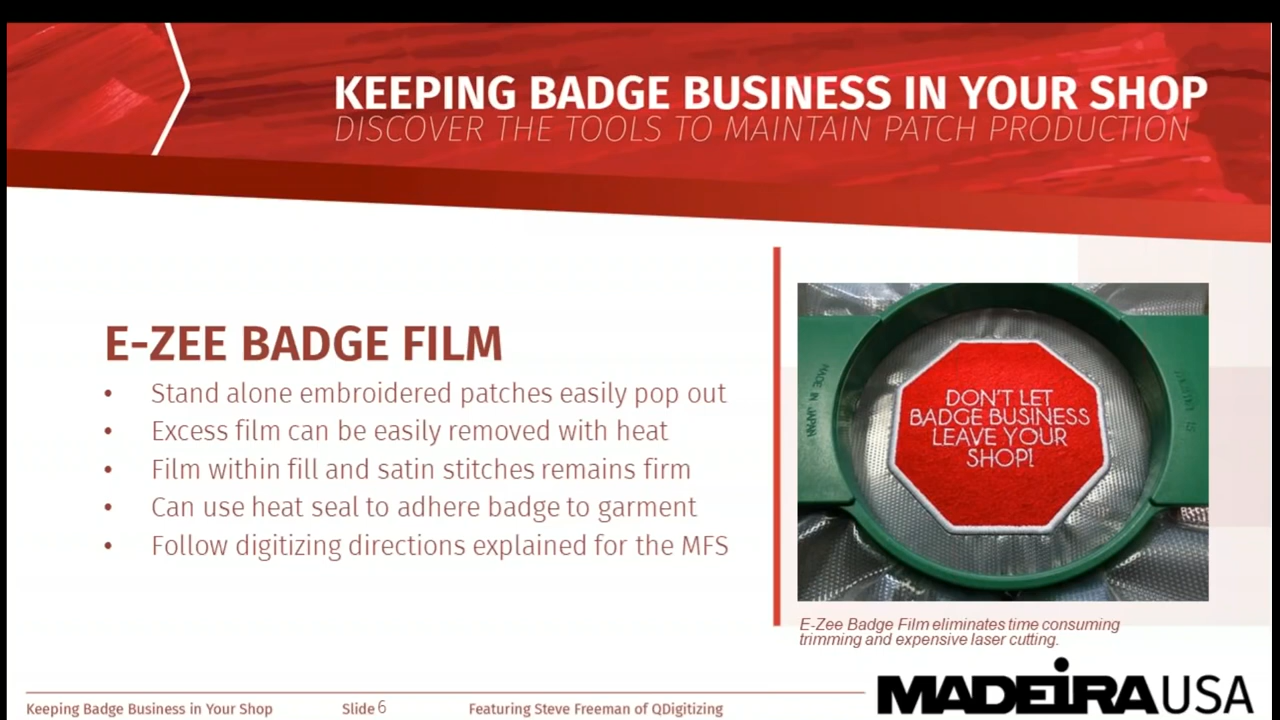 KEEPING BADGE BUSINESS IN YOUR SHOP
DISCOVER THE TOOLS TO MAINTAIN PATCH PRODUCTION
E-ZEE BADGE FILM
• Stand alone embroidered patches easily pop out
• Excess film can be easily removed with heat
• Film within fill and satin stitches remains firm
• Can use heat seal to adhere badge to garment
• Follow digitizing directions explained for the MFS
MADE IN JAPAN
DON'T LET
BADGE BUSINESS
LEAVE YOUR
SHOP!
E-Zee Badge Film eliminates time consuming
trimming and expensive laser cutting.
Keeping Badge Business in Your Shop
Slide 6
Featuring Steve Freeman of QDigitizing
MADEIRA USA